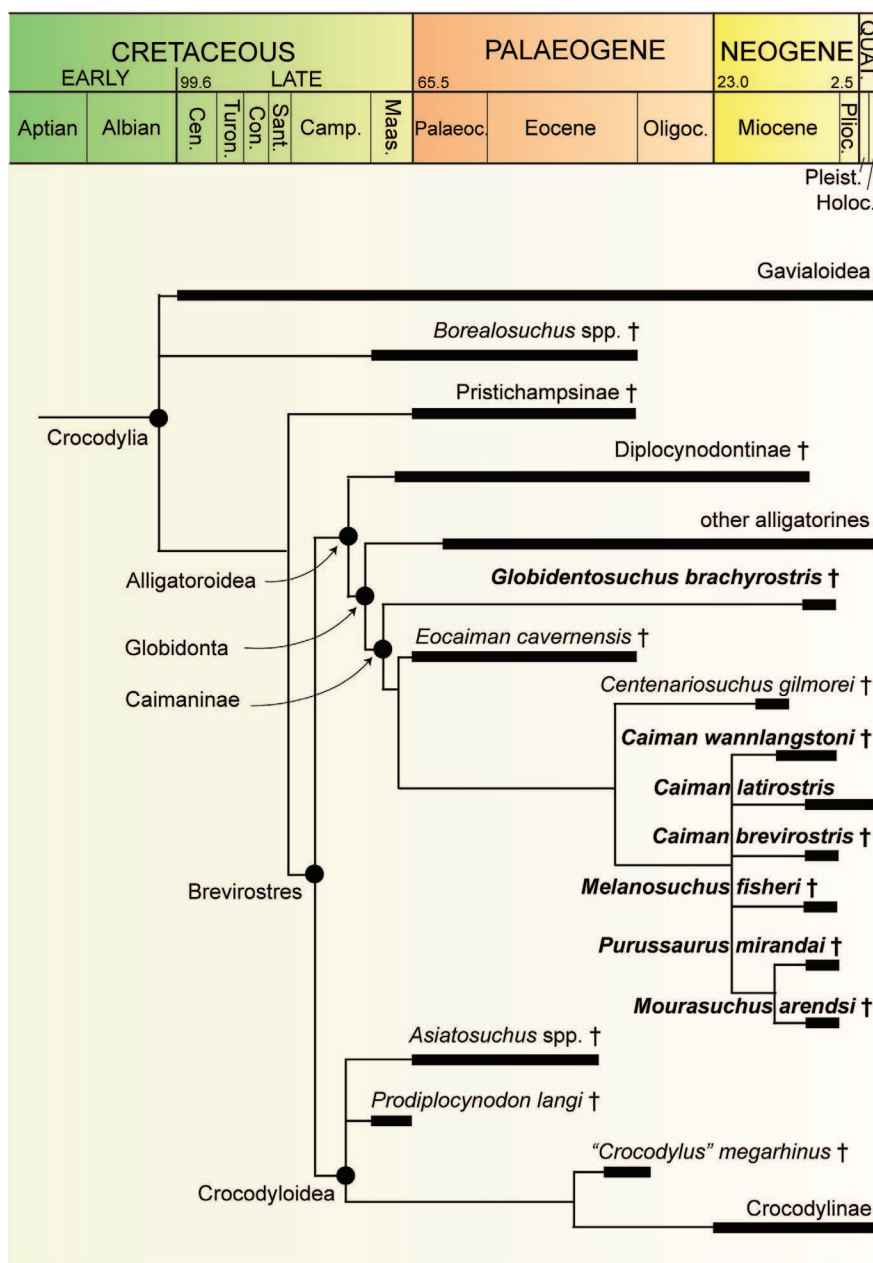 CRETACEOUS
PALAEOGENE
NEOGENE
QUAT.
EARLY
99.6
LATE
65.5
23.0
2.5
Aptian
Albian
Cen.
Turon.
Con.
Sant.
Camp.
Maas.
Palaeoc.
Eocene
Oligoc.
Miocene
Plioc.
Pleist.
Holoc.
Gavialoidea
Borealosuchus spp. †
Pristichampsinae †
Crocodylia
Diplocynodontinae †
other alligatorines
Alligatoroidea
Globidentosuchus brachyrostris †
Globidonta
Eocaiman cavernensis †
Caimaninae
Centenariosuchus gilmorei †
Caiman wannlangstoni †
Caiman latirostris
Caiman brevirostris †
Brevirostres
Melanosuchus fisheri †
Purussaurus mirandai †
Mourasuchus arendsi †
Asiatosuchus spp. †
Prodiplocynodon langi †
"Crocodylus" megarhinus †
Crocodyloidea
Crocodylinae